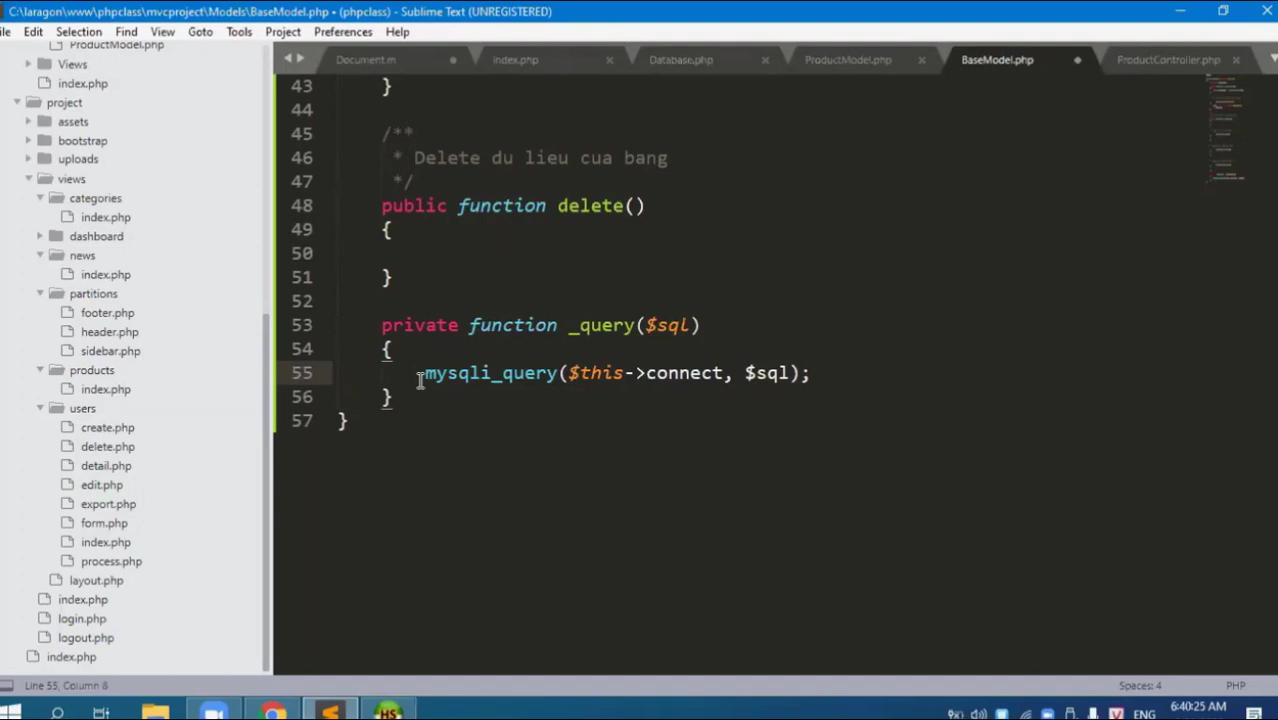 C:\laragon\www\phpclass\mvcproject\Models\BaseModel.php • (phpclass) - Sublime Text (UNREGISTERED)
ile Edit Selection Find View Goto Tools Project Preferences Help
ProductModel.php
Views
index.php
project
assets
bootstrap
uploads
views
categories
index.php
dashboard
news
index.php
partitions
footer.php
header.php
sidebar.php
products
index.php
users
create.php
delete.php
detail.php
edit.php
export.php
form.php
index.php
process.php
layout.php
index.php
login.php
logout.php
index.php
Document.m index.php Database.php ProductModel.php BaseModel.php ProductController.php
43 }
44
45 /**
46 * Delete du lieu cua bang
47 */
48 public function delete()
49 {
50
51 }
52
53 private function _query($sql)
54 {
55 mysqli_query($this->connect, $sql);
56 }
57 }
Line 55, Column 8 Spaces: 4 PHP
HS V ENG 6:40:25 AM